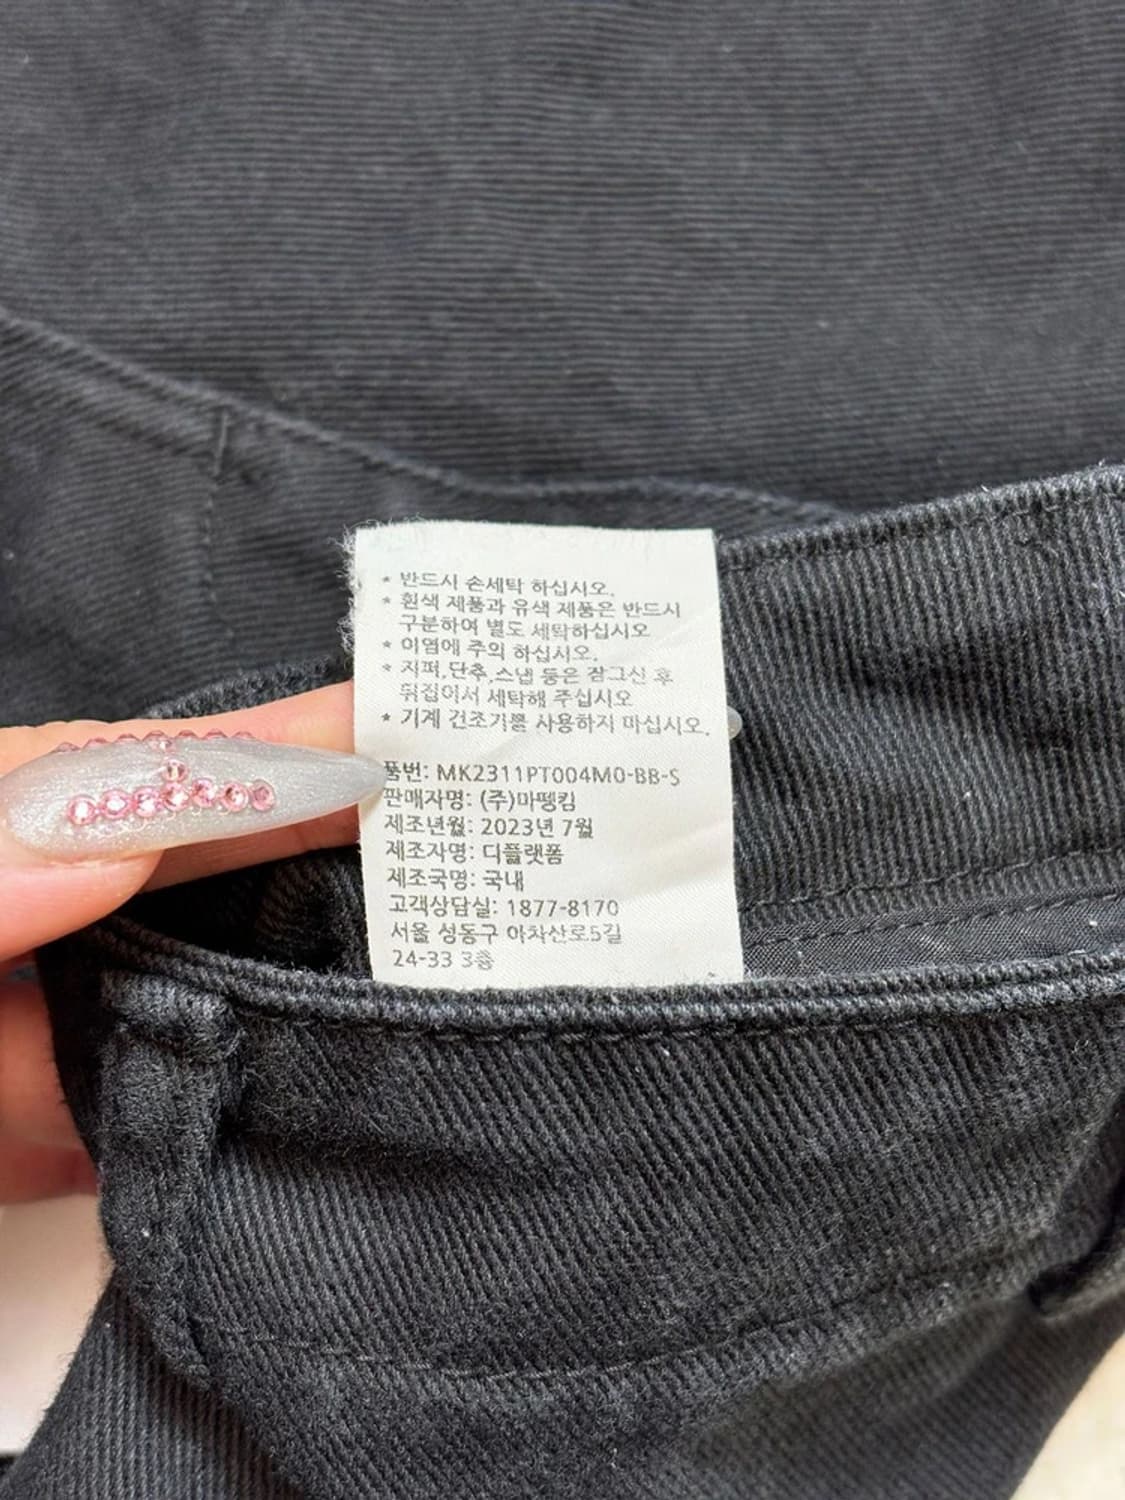 * 반드시 손세탁 하십시오.
* 흰색 제품과 유색 제품은 반드시
구분하여 별도 세탁하십시오
* 이염에 주의 하십시오.
* 지퍼,단추,스냅 등은 잠그신 후
뒤집어서 세탁해 주십시오
* 기계 건조기를 사용하지 마십시오.
품번: MK2311PT004M0-BB-S
판매자명: (주)마뗑킴
제조년월: 2023년 7월
제조자명: 디플랫폼
제조국명: 국내
고객상담실: 1877-8170
서울 성동구 아차산로5길
24-33 3층